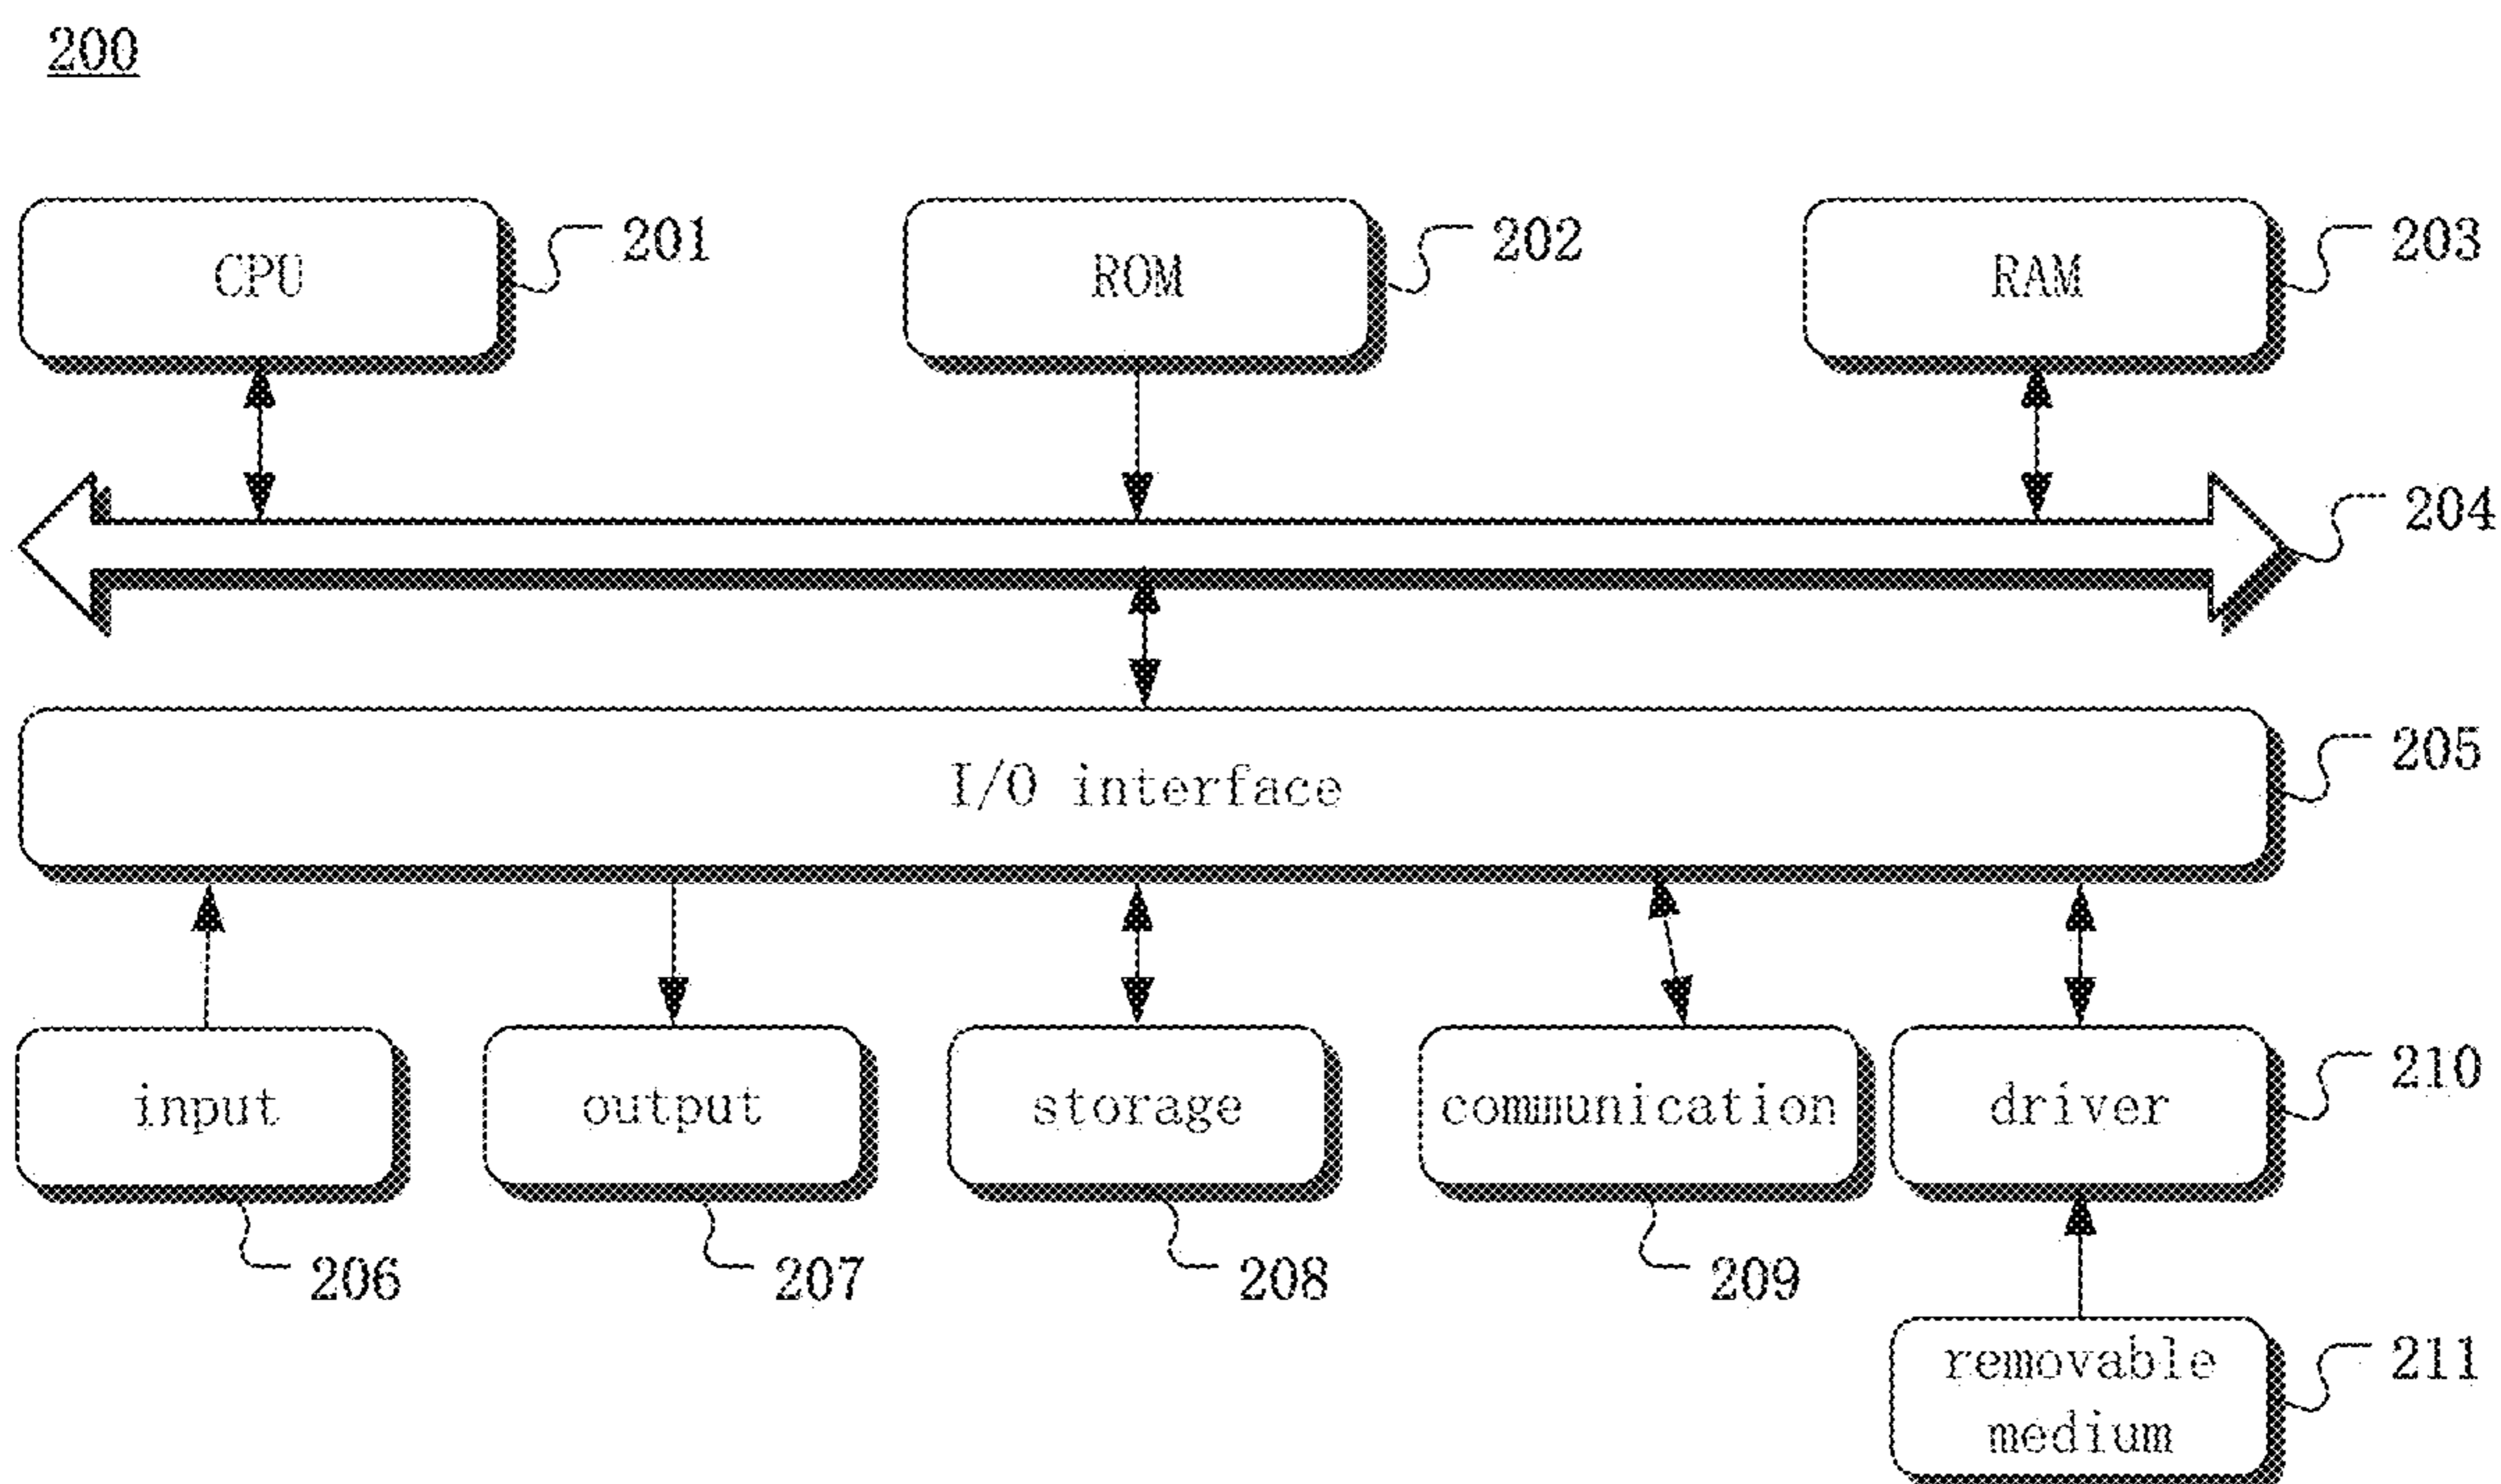 200
CPU
201
ROM
202
RAM
203
204
I/O interface
205
input
output
storage
communication
driver
210
206
207
208
209
removable
medium
211